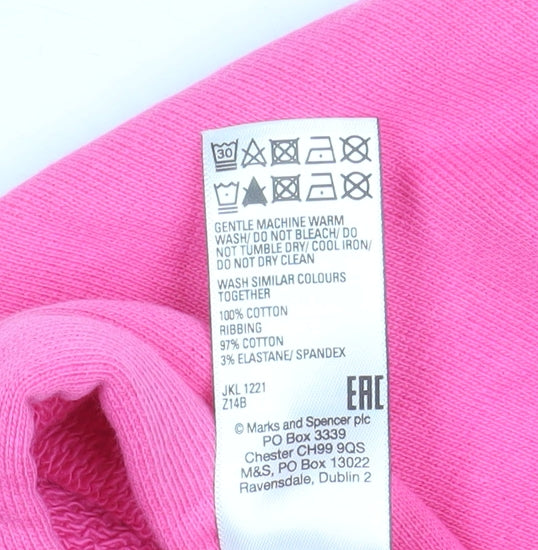 30
GENTLE MACHINE WARM
WASH/ DO NOT BLEACH/ DO
NOT TUMBLE DRY/ COOL IRON/
DO NOT DRY CLEAN
WASH SIMILAR COLOURS
TOGETHER
100% COTTON
RIBBING
97% COTTON
3% ELASTANE/ SPANDEX
JKL 1221
Z14B
EAC
© Marks and Spencer plc
PO Box 3339
Chester CH99 9QS
M&S, PO Box 13022
Ravensdale, Dublin 2